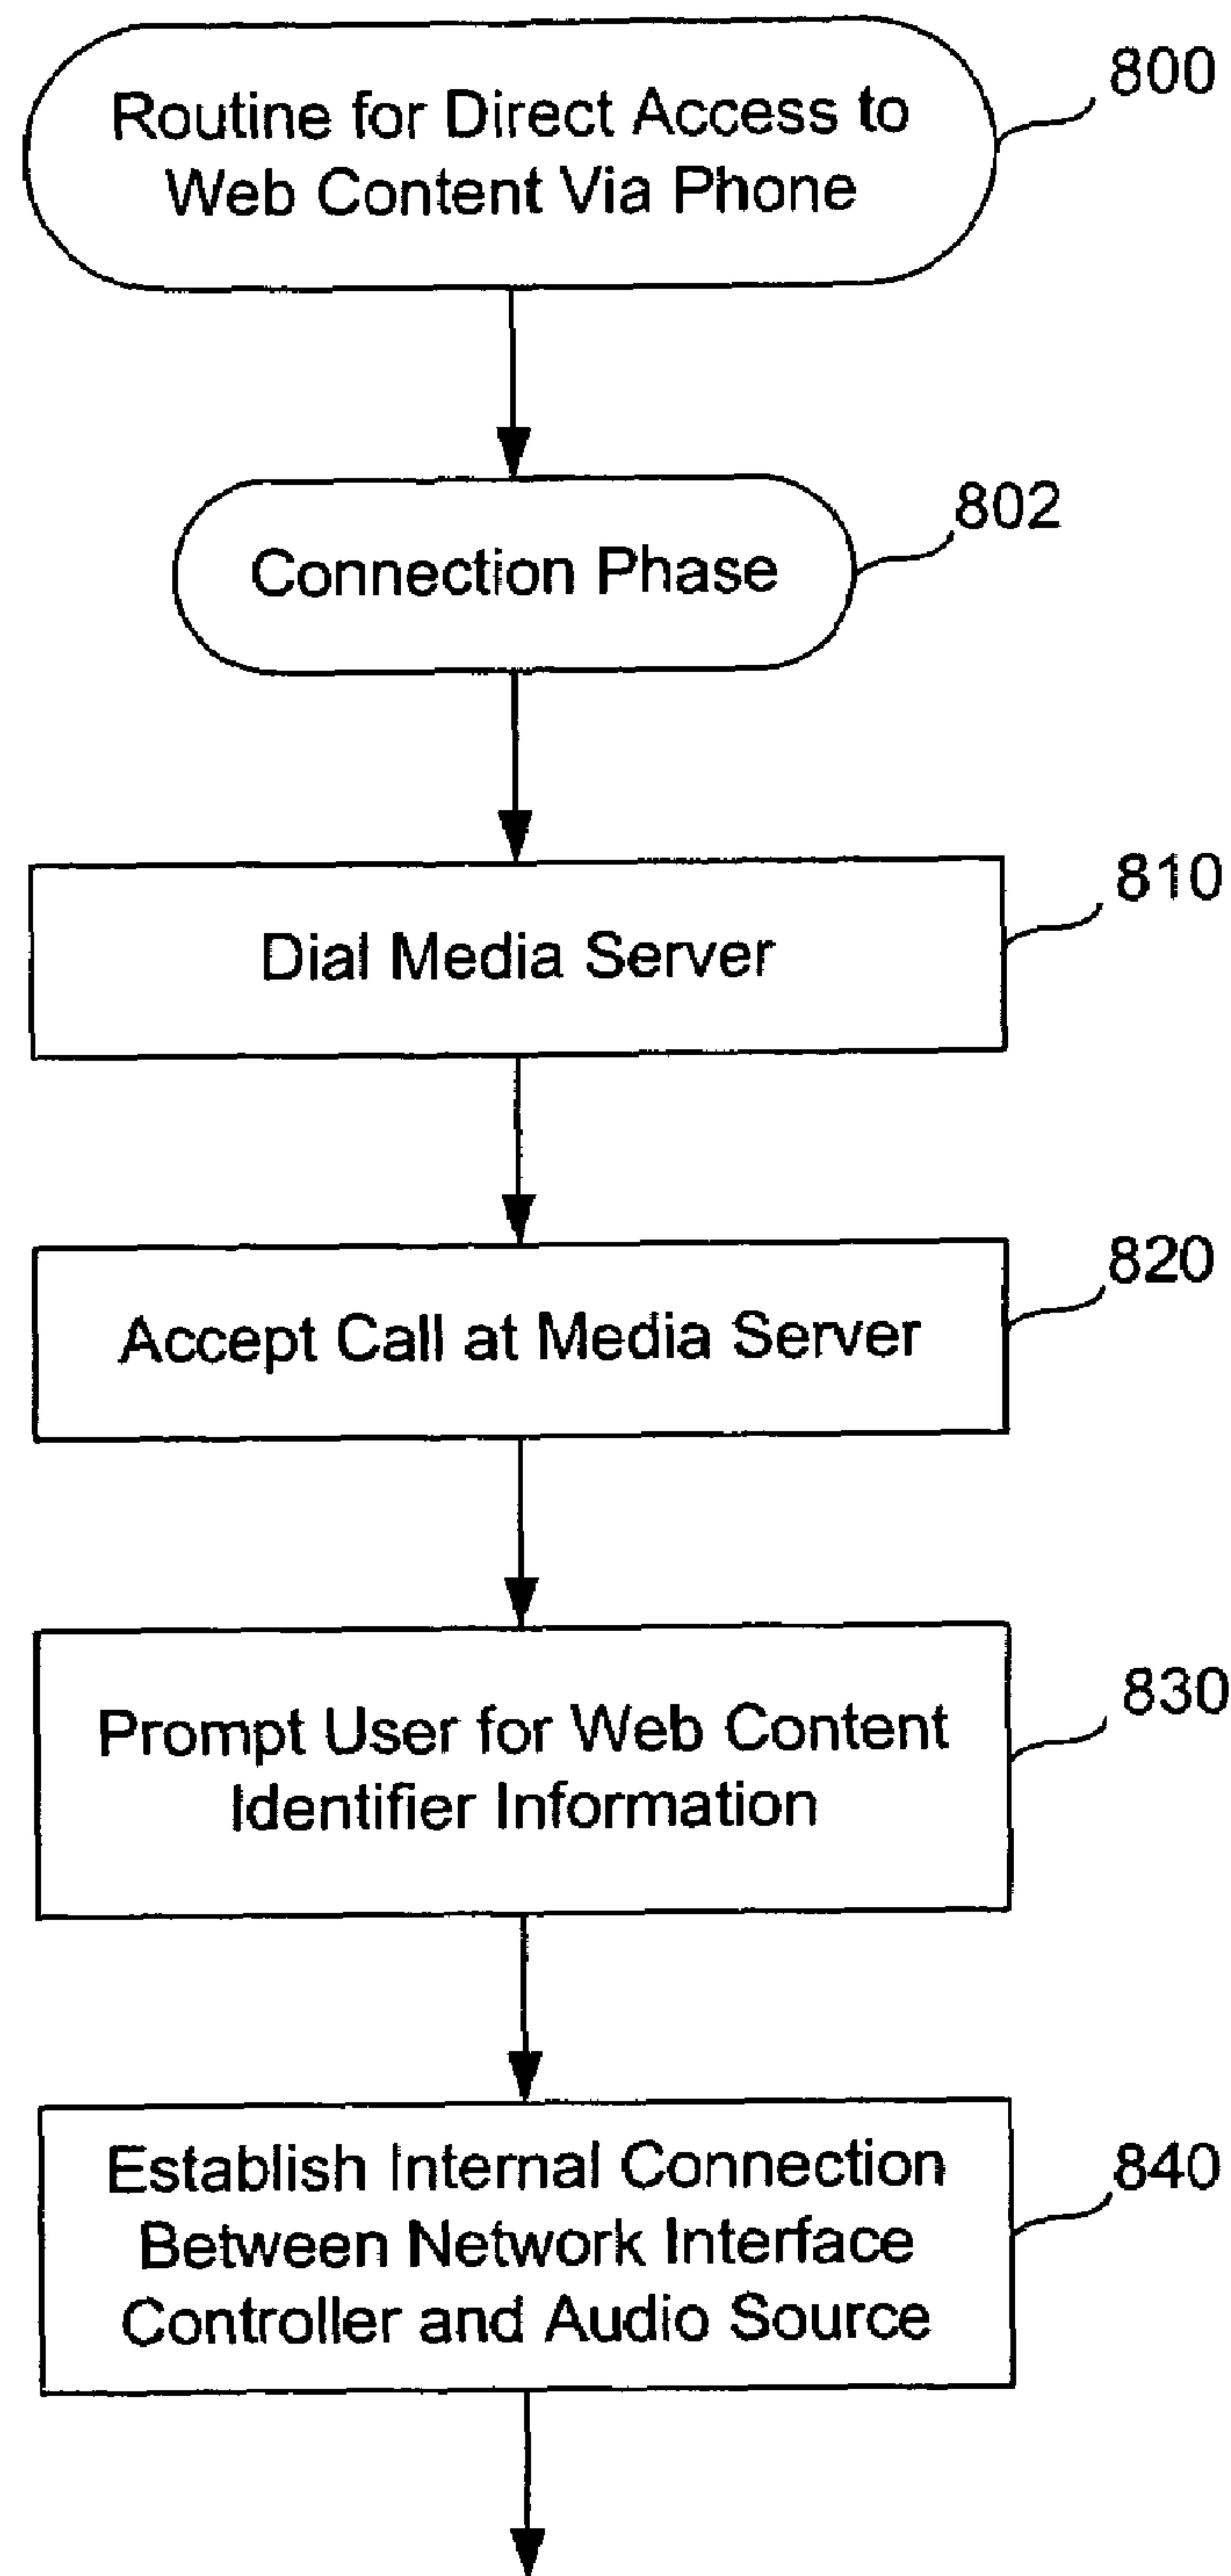 Routine for Direct Access to
Web Content Via Phone
800
Connection Phase
802
Dial Media Server
810
Accept Call at Media Server
820
Prompt User for Web Content
Identifier Information
830
Establish Internal Connection
Between Network Interface
Controller and Audio Source
840